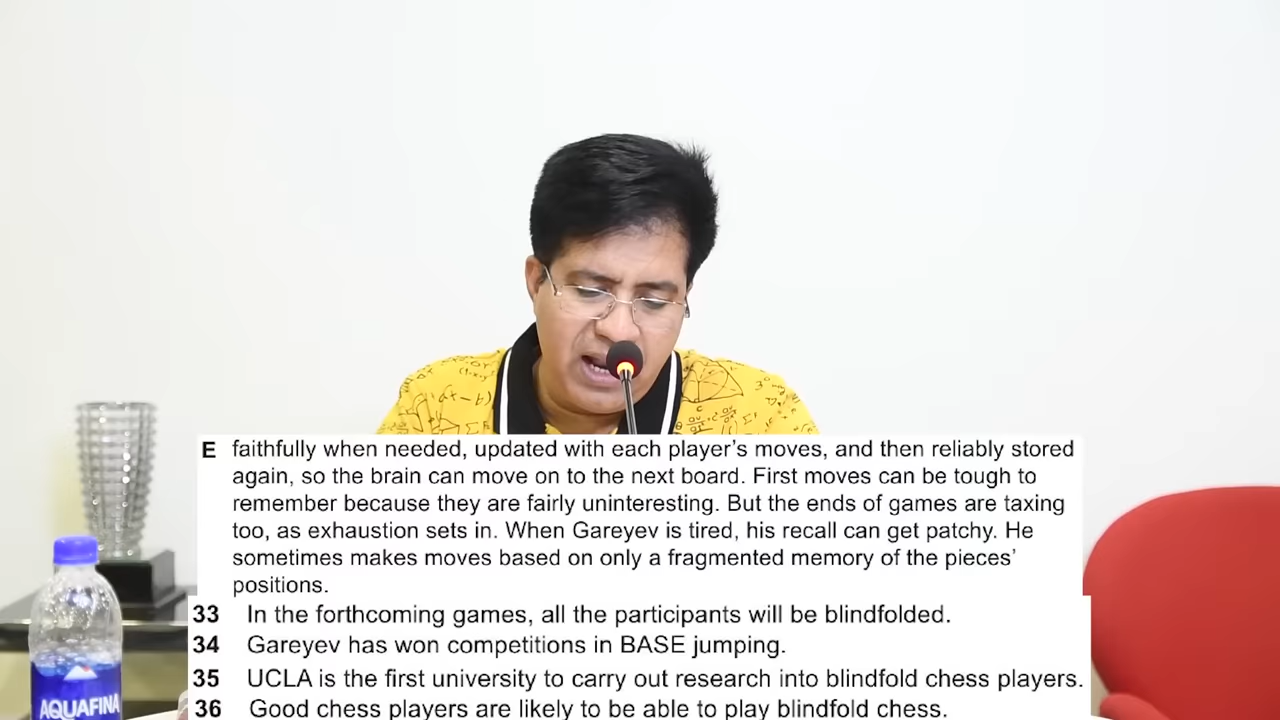 E faithfully when needed, updated with each player's moves, and then reliably stored
again, so the brain can move on to the next board. First moves can be tough to
remember because they are fairly uninteresting. But the ends of games are taxing
too, as exhaustion sets in. When Gareyev is tired, his recall can get patchy. He
sometimes makes moves based on only a fragmented memory of the pieces'
positions.
33 In the forthcoming games, all the participants will be blindfolded.
34 Gareyev has won competitions in BASE jumping.
35 UCLA is the first university to carry out research into blindfold chess players.
36 Good chess players are likely to be able to play blindfold chess.
AQUAFINA